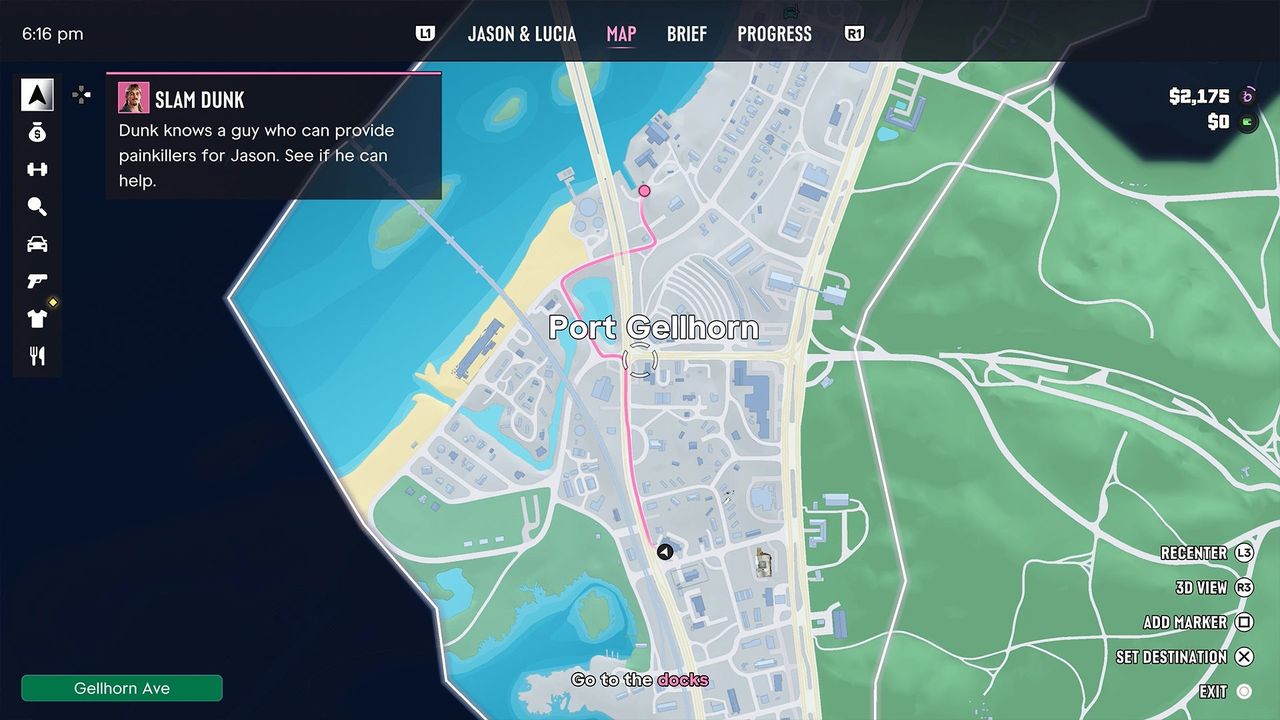 6:16 pm
L1
JASON & LUCIA
MAP
BRIEF
PROGRESS
R1
SLAM DUNK
Dunk knows a guy who can provide
painkillers for Jason. See if he can
help.
$2,175
$0
Port Gellhorn
RECENTER L3
3D VIEW R3
ADD MARKER
SET DESTINATION
EXIT
Go to the docks
Gellhorn Ave